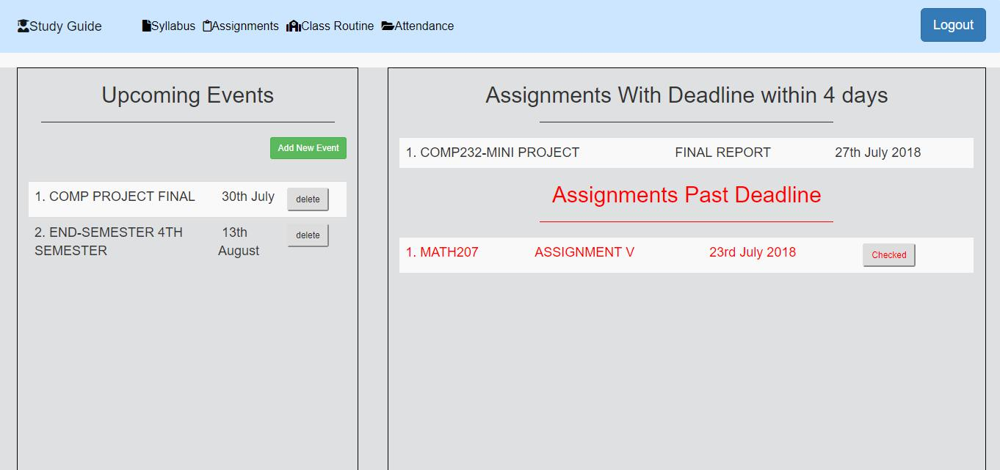 Study Guide Syllabus Assignments Class Routine Attendance Logout
Upcoming Events
Add New Event
1. COMP PROJECT FINAL 30th July delete
2. END-SEMESTER 4TH 13th delete
SEMESTER August
Assignments With Deadline within 4 days
1. COMP232-MINI PROJECT FINAL REPORT 27th July 2018
Assignments Past Deadline
1. MATH207 ASSIGNMENT V 23rd July 2018 Checked